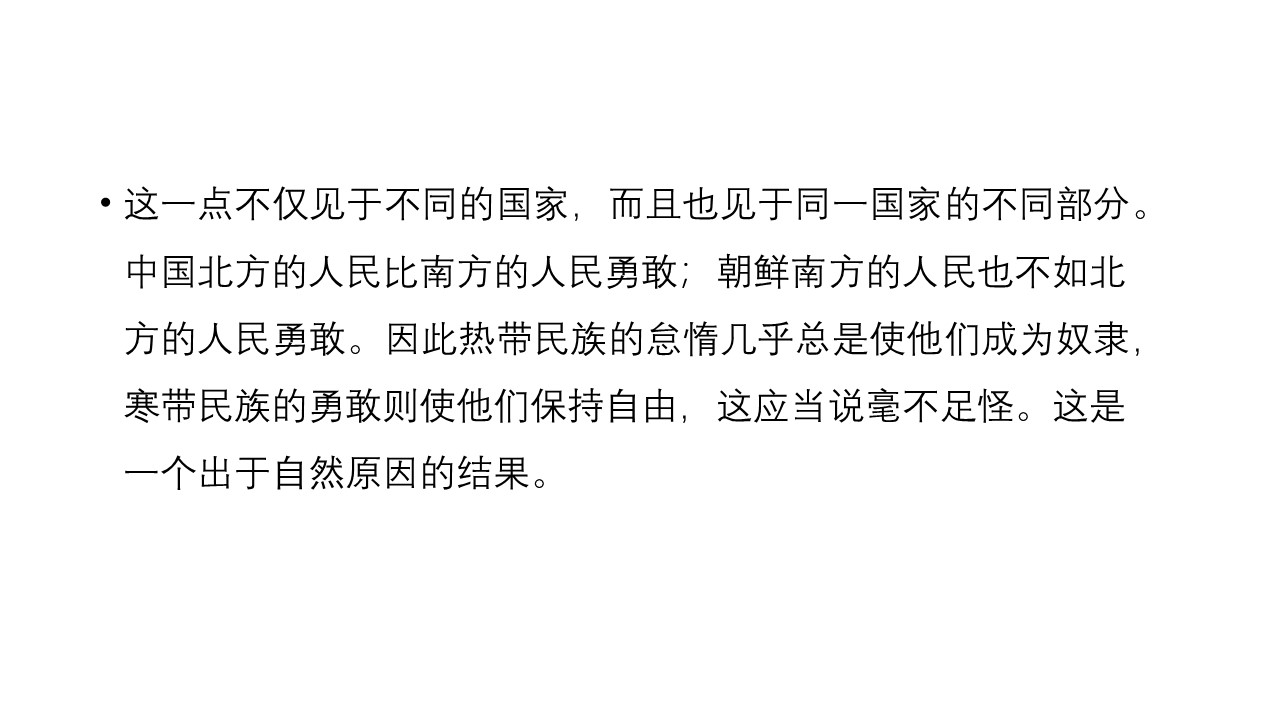 • 这一点不仅见于不同的国家，而且也见于同一国家的不同部分。
中国北方的人民比南方的人民勇敢；朝鲜南方的人民也不如北
方的人民勇敢。因此热带民族的怠惰几乎总是使他们成为奴隶，
寒带民族的勇敢则使他们保持自由，这应当说毫不足怪。这是
一个出于自然原因的结果。